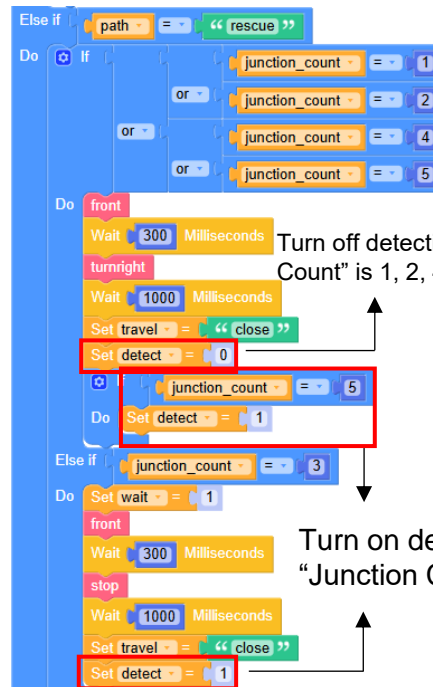 Else if path = “ rescue ”
Do If junction_count = 1
or junction_count = 2
or junction_count = 4
or junction_count = 5
Do front
Wait 300 Milliseconds
turnright
Wait 1000 Milliseconds
Set travel = “ close ”
Set detect = 0
junction_count = 5
Do Set detect = 1
Else if junction_count = 3
Do Set wait = 1
front
Wait 300 Milliseconds
stop
Wait 1000 Milliseconds
Set travel = “ close ”
Set detect = 1
Turn off detect
Count” is 1, 2,
Turn on
“Junction